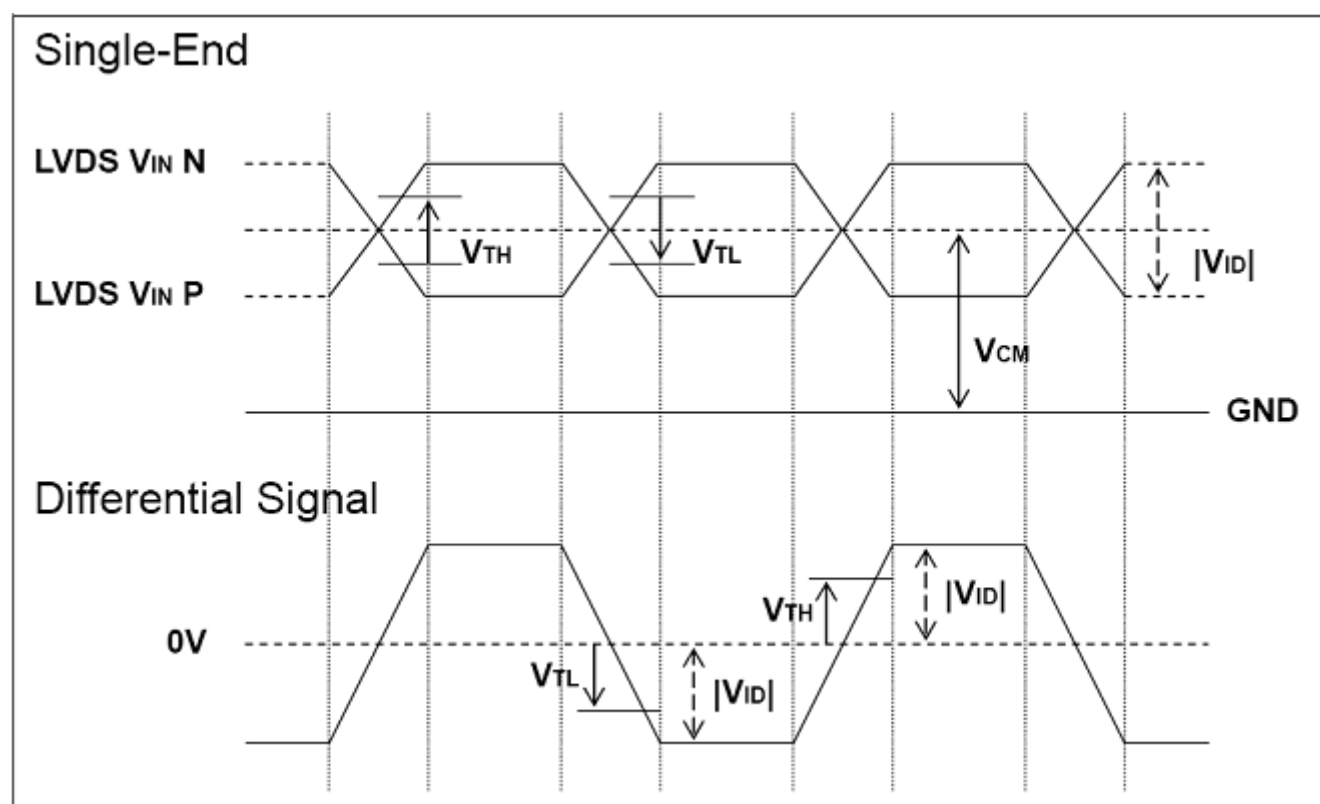 Single-End
LVDS VIN N
VTH
VTL
|VID|
LVDS VIN P
VCM
GND
Differential Signal
VTH
|VID|
0V
VTL
|VID|